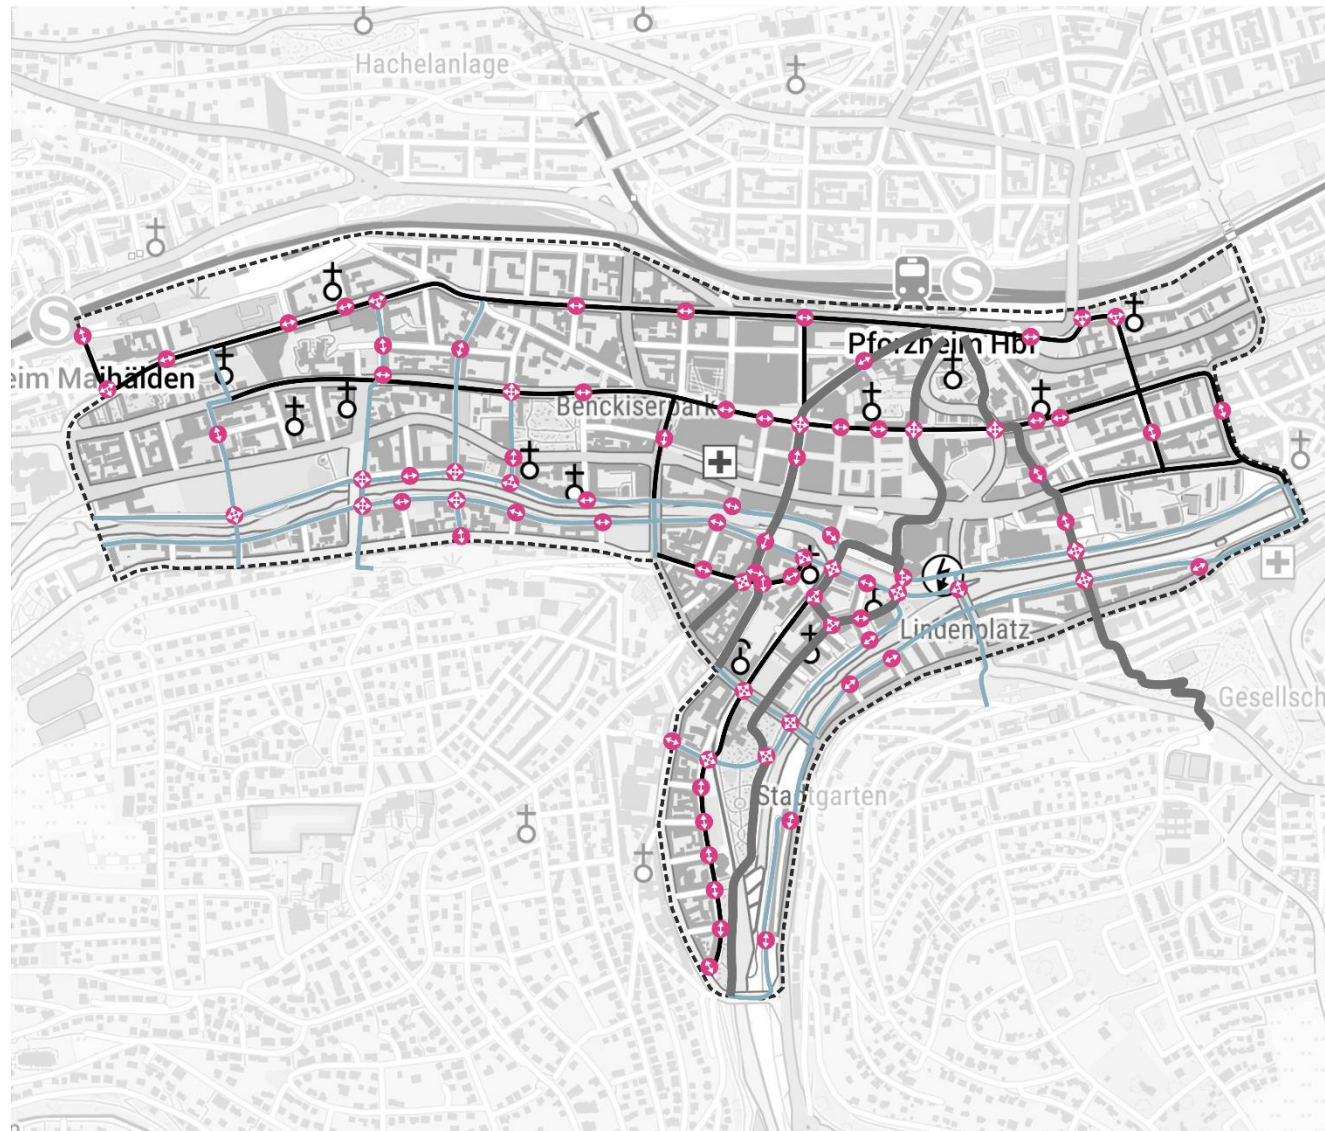 Hachelanlage
S
S
Pforzheim Hbf
eim Maihälden
Benckiserpark
Lindenplatz
Gesellsch
Stadtgarten